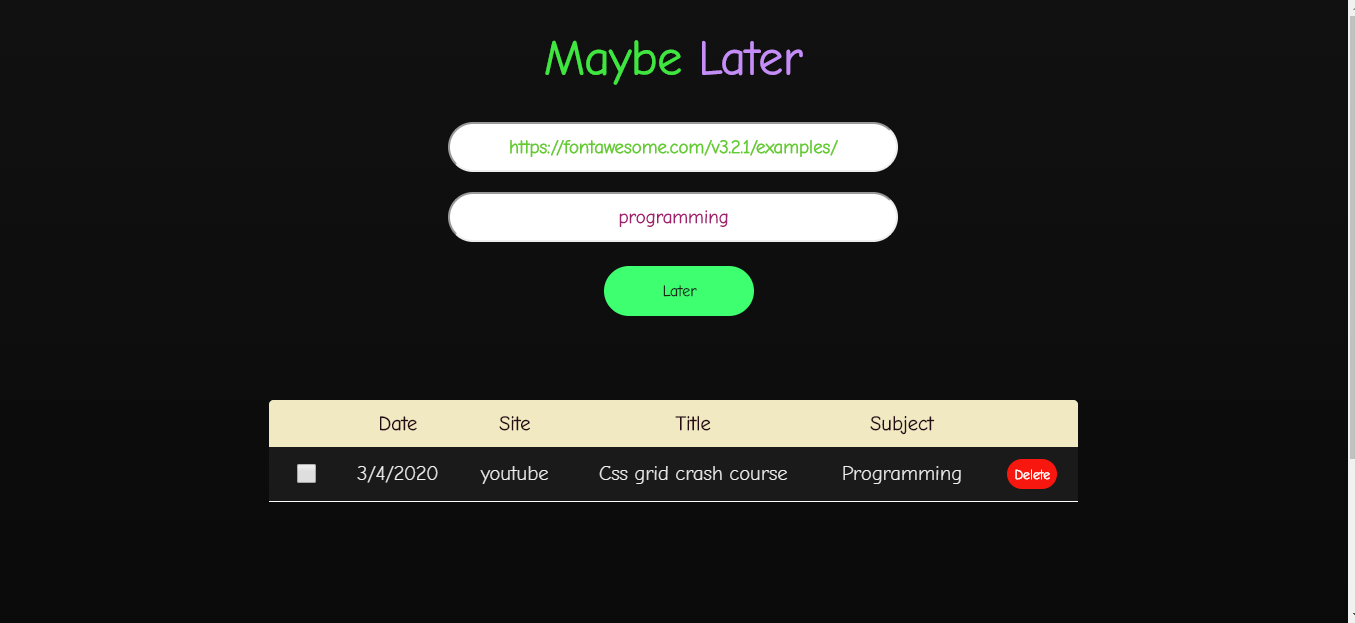 Maybe Later
https://fontawesome.com/v3.2.1/examples/
programming
Later
Date Site Title Subject
3/4/2020 youtube Css grid crash course Programming Delete